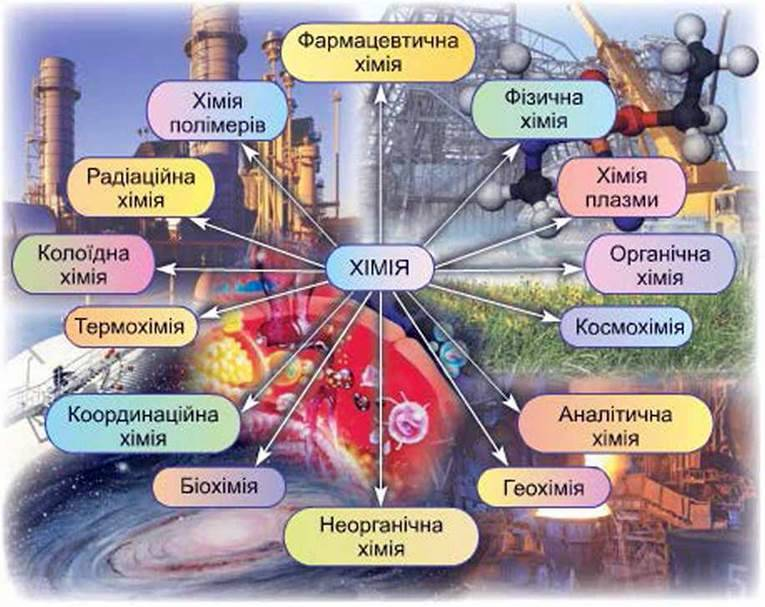 Фармацевтична
хімія
Хімія
полімерів
Фізична
хімія
Радіаційна
хімія
Хімія
плазми
Колоїдна
хімія
ХІМІЯ
Органічна
хімія
Термохімія
Космохімія
Координаційна
хімія
Аналітична
хімія
Біохімія
Геохімія
Неорганічна
хімія